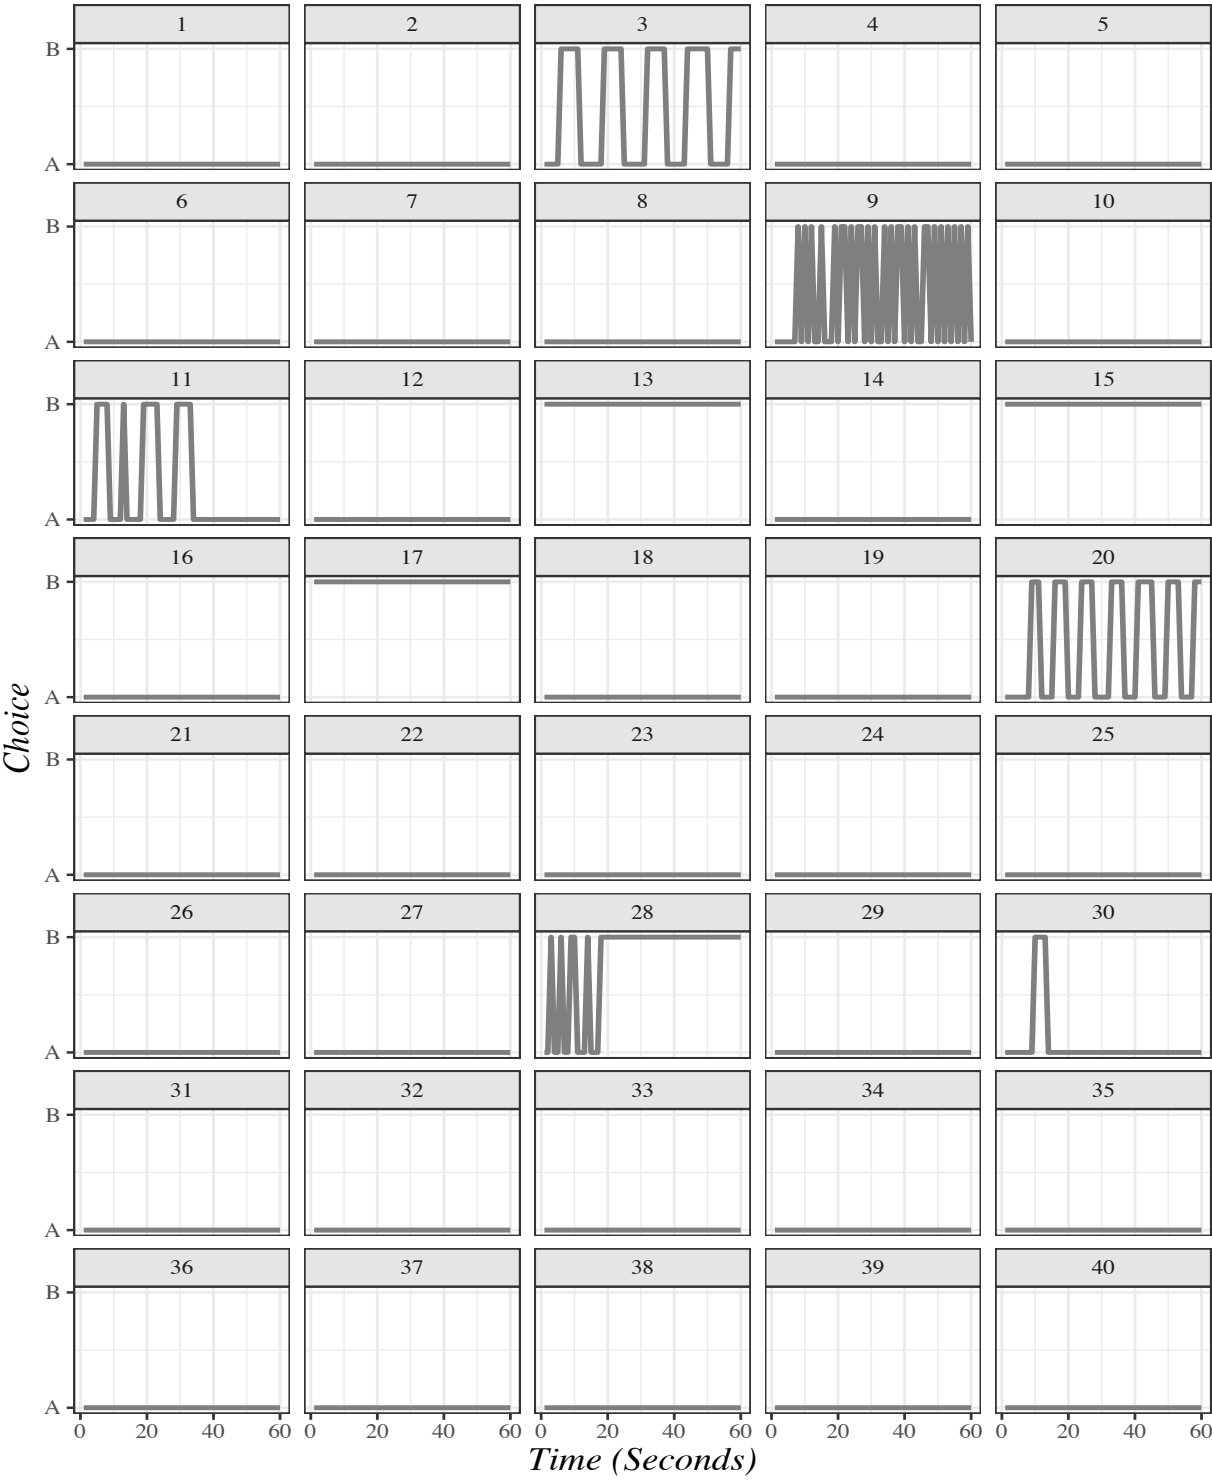 1 2 3 4 5
B
A
6 7 8 9 10
B
A
11 12 13 14 15
B
A
16 17 18 19 20
B
A
21 22 23 24 25
B
A
26 27 28 29 30
B
A
31 32 33 34 35
B
A
36 37 38 39 40
B
A
0 20 40 60 0 20 40 60 0 20 40 60 0 20 40 60 0 20 40 60
Time (Seconds)
Choice